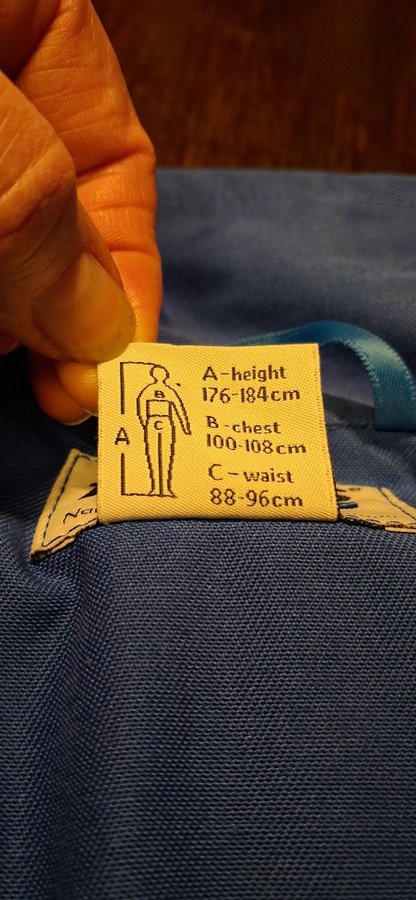 A-height
176-184cm
B-chest
100-108cm
C-waist
88-96cm
A
B
C